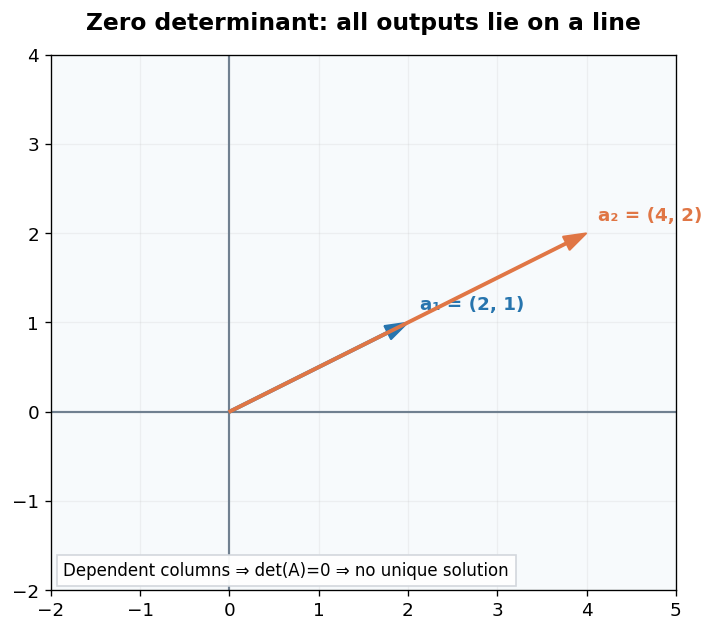 Zero determinant: all outputs lie on a line
4
3
a₂ = (4, 2)
2
a₁ = (2, 1)
1
0
−1
Dependent columns ⇒ det(A)=0 ⇒ no unique solution
−2
−2 −1 0 1 2 3 4 5